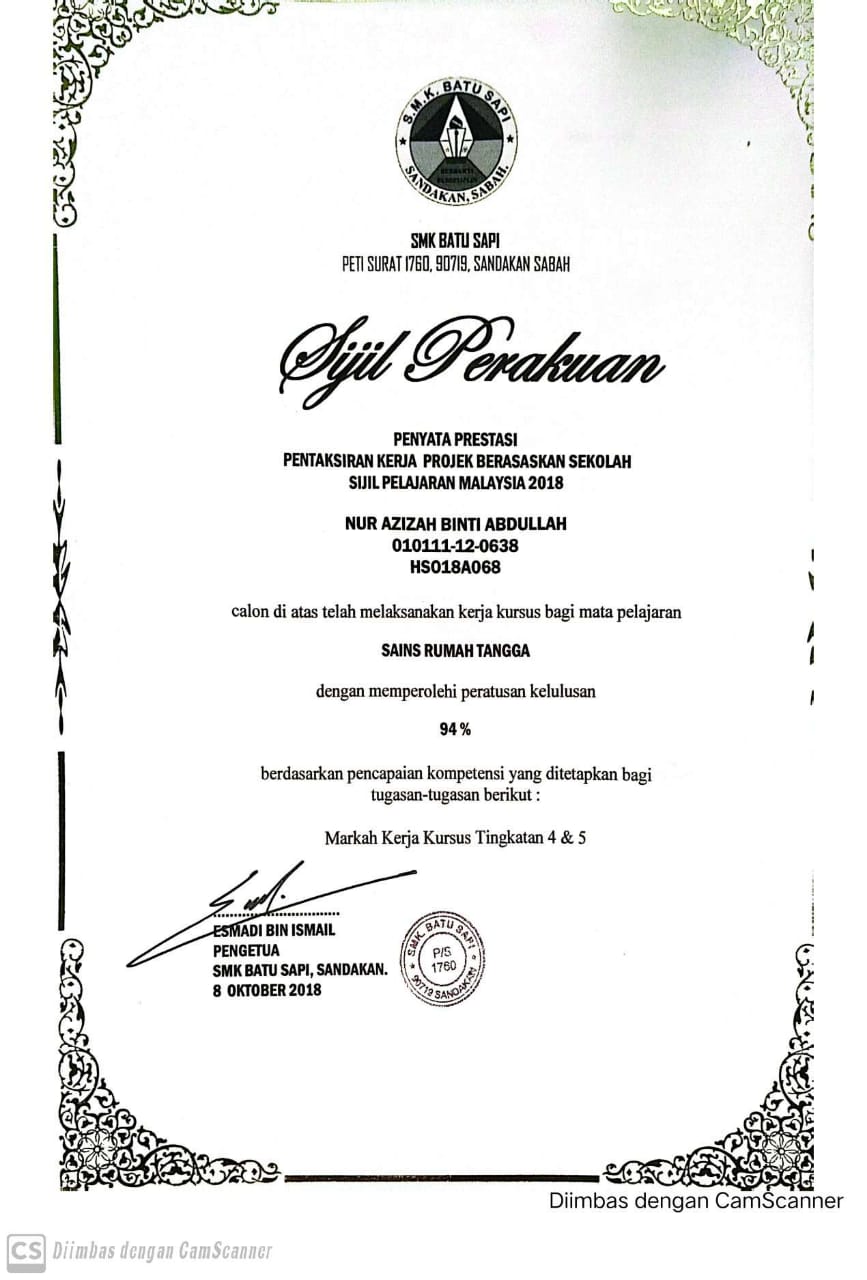 S.M.K. BATU SAPI
SANDAKAN, SABAH.
SMK BATU SAPI
PETI SURAT 1760, 90719, SANDAKAN SABAH
Sijil Perakuan
PENYATA PRESTASI
PENTAKSIRAN KERJA PROJEK BERASASKAN SEKOLAH
SIJIL PELAJARAN MALAYSIA 2018
NUR AZIZAH BINTI ABDULLAH
010111-12-0638
HS018A068
calon di atas telah melaksanakan kerja kursus bagi mata pelajaran
SAINS RUMAH TANGGA
dengan memperolehi peratusan kelulusan
94 %
berdasarkan pencapaian kompetensi yang ditetapkan bagi
tugasan-tugasan berikut :
Markah Kerja Kursus Tingkatan 4 & 5
ESMADI BIN ISMAIL
PENGETUA
SMK BATU SAPI, SANDAKAN.
8 OKTOBER 2018
SMK. BATU SAPI
P/S
1760
90719 SANDAKAN
Diimbas dengan CamScanner
CS Diimbas dengan CamScanner